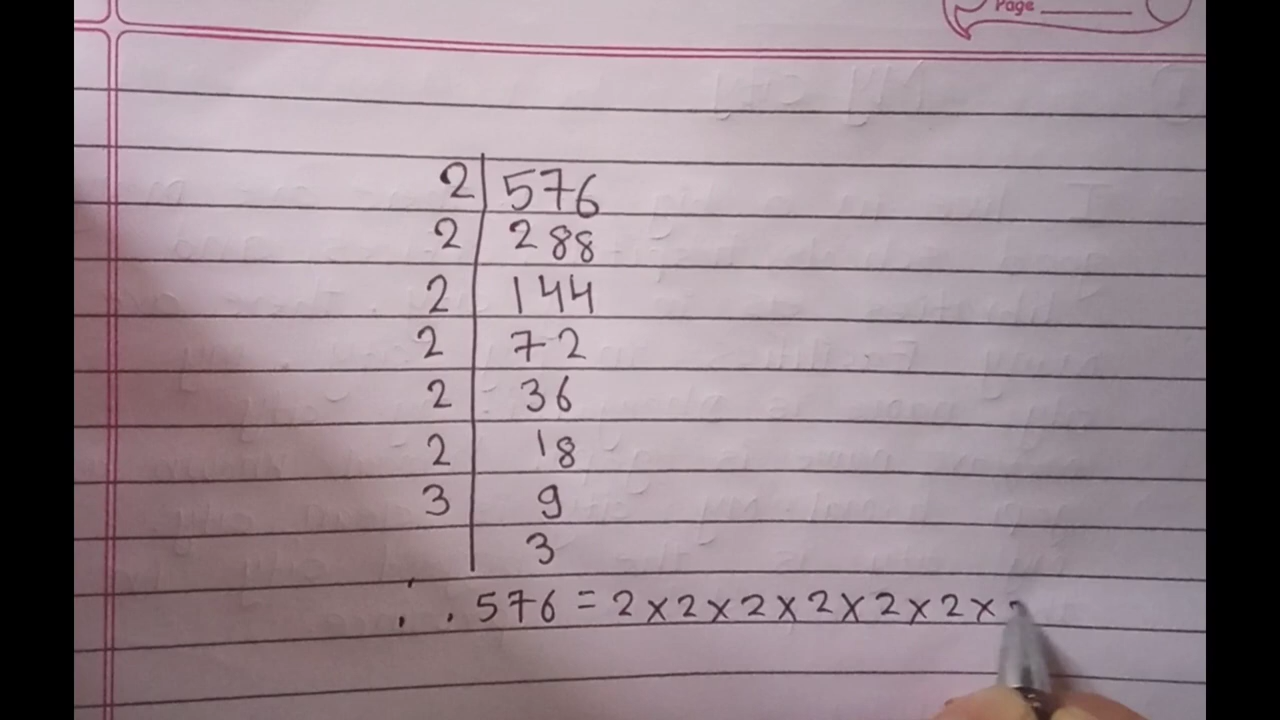 Page
2 | 576
2 | 288
2 | 144
2 | 72
2 | 36
2 | 18
3 | 9
3
∴ 576 = 2 × 2 × 2 × 2 × 2 × 2 ×